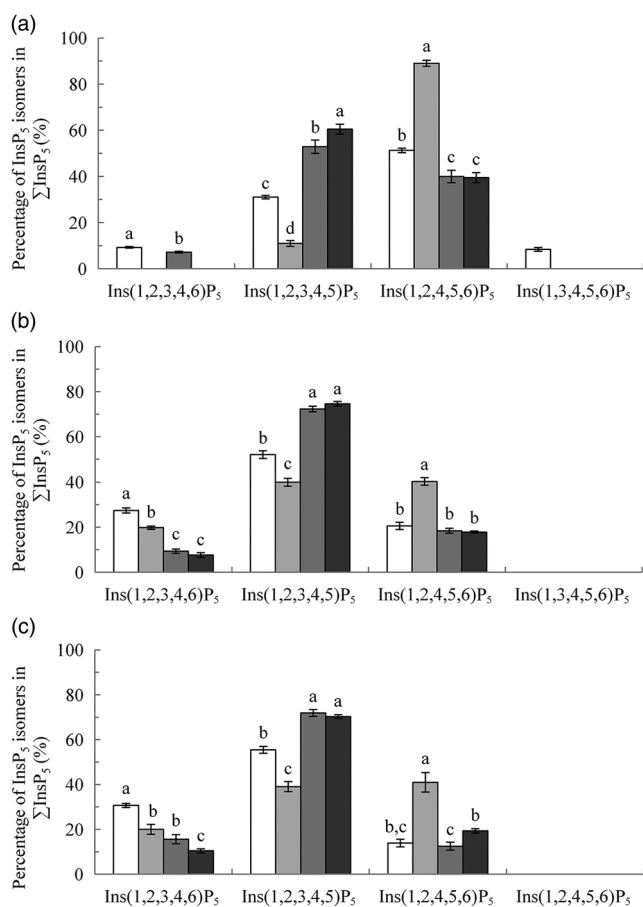 (a)
Percentage of InsP5 isomers in
∑InsP5 (%)
100
80
60
40
20
0
a
b
c
d
b
a
b
a
c
c
Ins(1,2,3,4,6)P5
Ins(1,2,3,4,5)P5
Ins(1,2,4,5,6)P5
Ins(1,3,4,5,6)P5
(b)
Percentage of InsP5 isomers in
∑InsP5 (%)
100
80
60
40
20
0
a
b
c
c
b
c
a
a
b
a
b
b
Ins(1,2,3,4,6)P5
Ins(1,2,3,4,5)P5
Ins(1,2,4,5,6)P5
Ins(1,3,4,5,6)P5
(c)
Percentage of InsP5 isomers in
∑InsP5 (%)
100
80
60
40
20
0
a
b
b
c
b
c
a
a
b,c
a
c
b
Ins(1,2,3,4,6)P5
Ins(1,2,3,4,5)P5
Ins(1,2,4,5,6)P5
Ins(1,2,4,5,6)P5